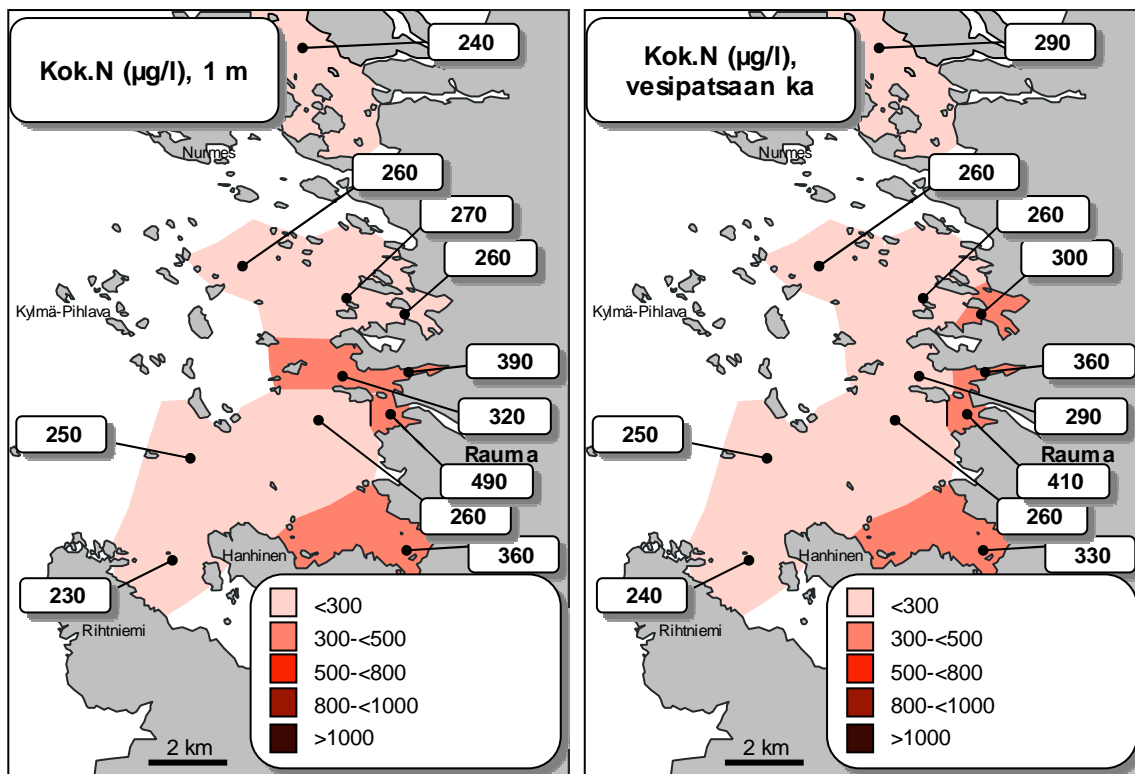 Kok.N (µg/l), 1 m
240
Nurmes
260
270
260
Kylmä-Pihlava
390
320
250
Rauma
490
260
Hanhinen
360
230
Rihtniemi
<300
300-<500
500-<800
800-<1000
>1000
2 km
Kok.N (µg/l),
vesipatsaan ka
290
Nurmes
260
260
300
Kylmä-Pihlava
360
290
250
Rauma
410
260
Hanhinen
330
240
Rihtniemi
<300
300-<500
500-<800
800-<1000
>1000
2 km